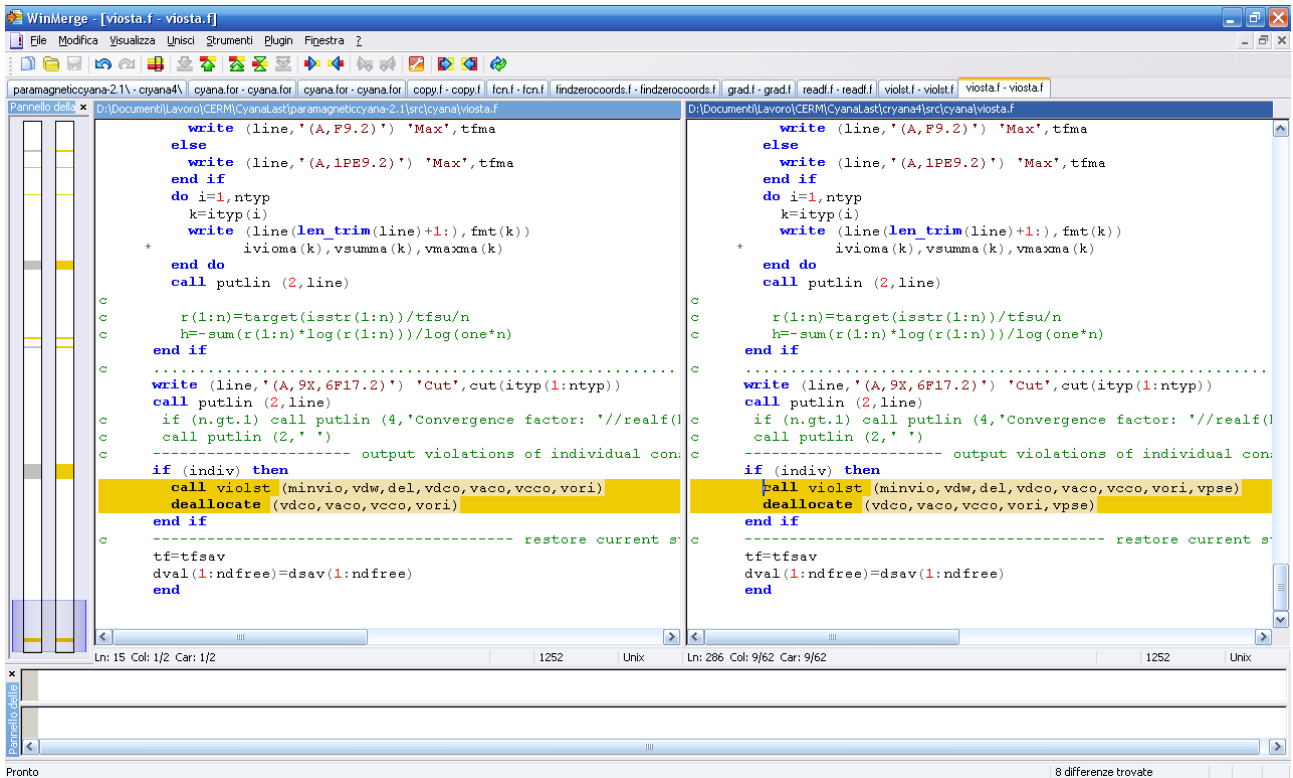 WinMerge - [viosta.f - viosta.f]
File Modifica Visualizza Unisci Strumenti Plugin Finestra ?
paramagneticcyana-2.1\ - cryana4\ cyana.for - cyana.for cyana.for - cyana.for copy.f - copy.f fcn.f - fcn.f findzerocoords.f - findzerocoords.f grad.f - grad.f readf.f - readf.f violst.f - violst.f viosta.f - viosta.f
Pannello della
D:\Documenti\Lavoro\CERM\CyanaLast\paramagneticcyana-2.1\src\cyana\viosta.f
write (line,'(A,F9.2)') 'Max',tfma
else
write (line,'(A,1PE9.2)') 'Max',tfma
end if
do i=1,ntyp
k=ityp(i)
write (line(len_trim(line)+1:),fmt(k))
* ivioma(k),vsumma(k),vmaxma(k)
end do
call putlin (2,line)
c
c r(1:n)=target(isstr(1:n))/tfsu/n
c h=-sum(r(1:n)*log(r(1:n)))/log(one*n)
end if
c ..........................................................
write (line,'(A,9X,6F17.2)') 'Cut',cut(ityp(1:ntyp))
call putlin (2,line)
c if (n.gt.1) call putlin (4,'Convergence factor: '//realf(
c call putlin (2,' ')
c ---------------------- output violations of individual con
if (indiv) then
call violst (minvio,vdw,del,vdco,vaco,vcco,vori)
deallocate (vdco,vaco,vcco,vori)
end if
c ---------------------------------------- restore current s
tf=tfsav
dval(1:ndfree)=dsav(1:ndfree)
end
Ln: 15 Col: 1/2 Car: 1/2 1252 Unix
D:\Documenti\Lavoro\CERM\CyanaLast\cryana4\src\cyana\viosta.f
write (line,'(A,F9.2)') 'Max',tfma
else
write (line,'(A,1PE9.2)') 'Max',tfma
end if
do i=1,ntyp
k=ityp(i)
write (line(len_trim(line)+1:),fmt(k))
* ivioma(k),vsumma(k),vmaxma(k)
end do
call putlin (2,line)
c
c r(1:n)=target(isstr(1:n))/tfsu/n
c h=-sum(r(1:n)*log(r(1:n)))/log(one*n)
end if
c ..........................................................
write (line,'(A,9X,6F17.2)') 'Cut',cut(ityp(1:ntyp))
call putlin (2,line)
c if (n.gt.1) call putlin (4,'Convergence factor: '//realf(
c call putlin (2,' ')
c ---------------------- output violations of individual con
if (indiv) then
call violst (minvio,vdw,del,vdco,vaco,vcco,vori,vpse)
deallocate (vdco,vaco,vcco,vori,vpse)
end if
c ---------------------------------------- restore current s
tf=tfsav
dval(1:ndfree)=dsav(1:ndfree)
end
Ln: 286 Col: 9/62 Car: 9/62 1252 Unix
Pannello delle
Pronto 8 differenze trovate